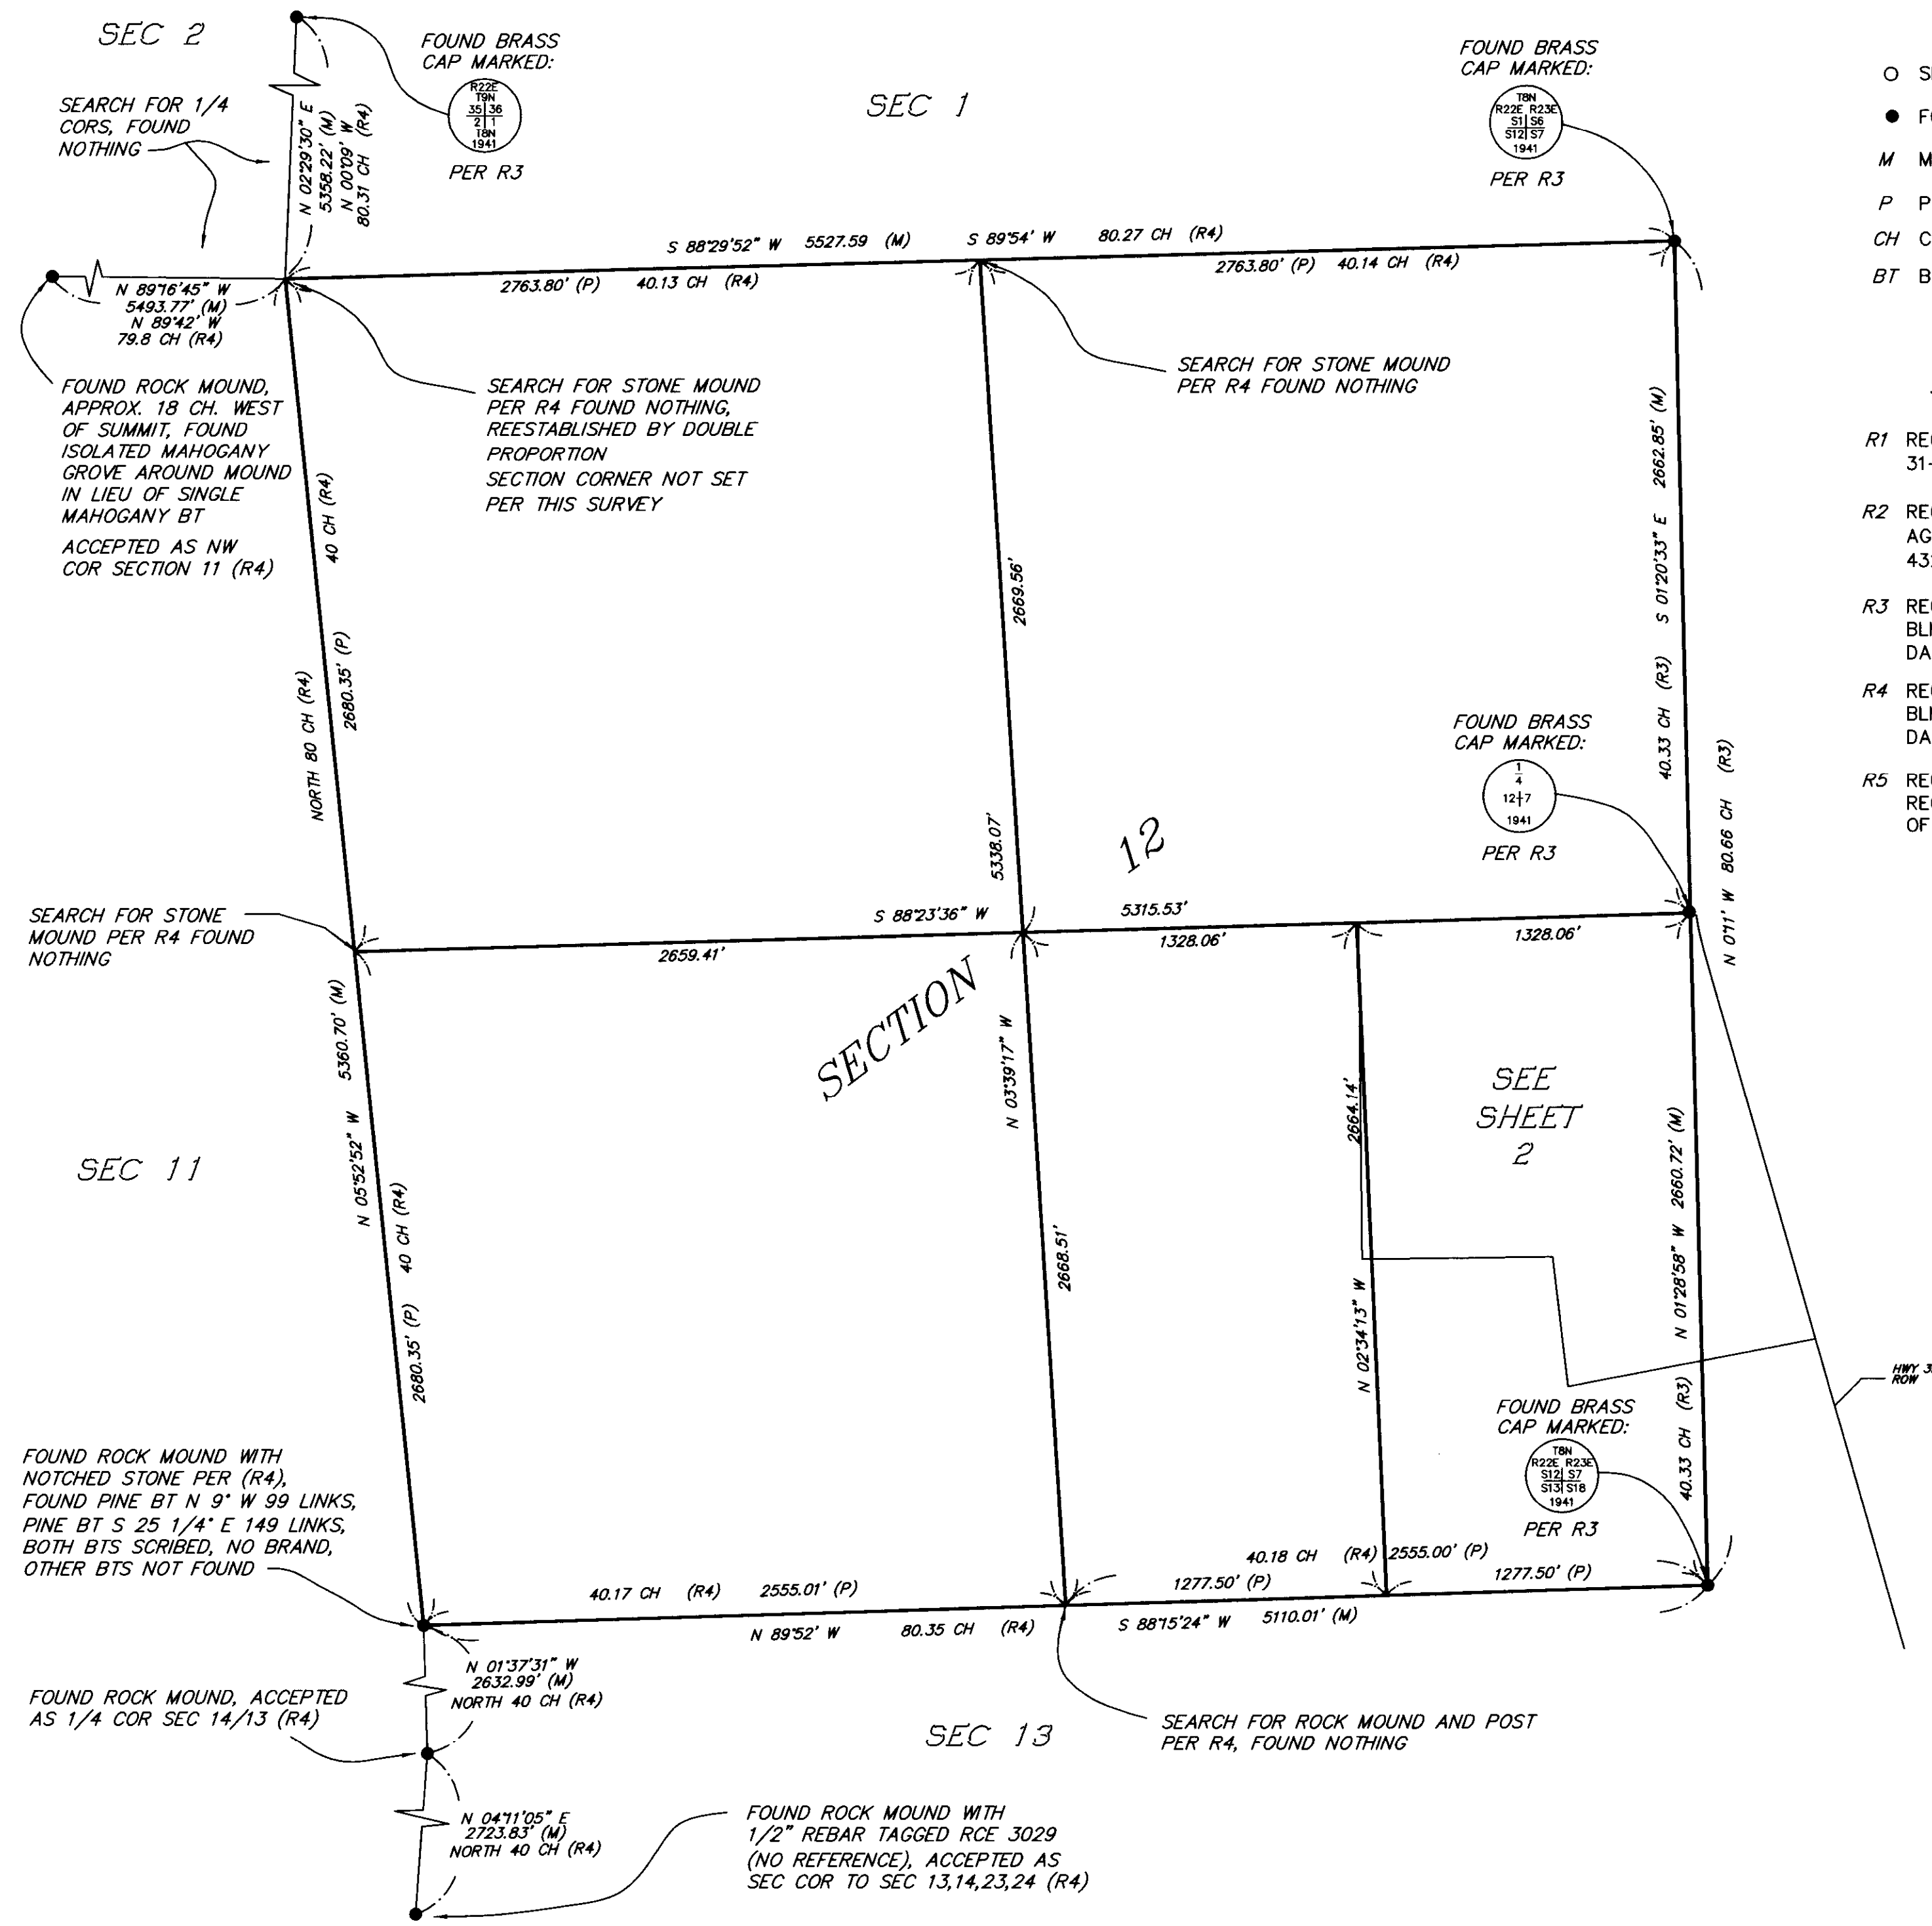 SEC 2
FOUND BRASS
CAP MARKED:
R22E
T9N
35 36
2 1
T8N
1941
PER R3
SEC 1
FOUND BRASS
CAP MARKED:
T8N
R22E R23E
S1 S6
S12 S7
1941
PER R3
SEARCH FOR 1/4
CORS, FOUND
NOTHING
N 02°29'30" E
5358.22' (M)
N 00°09' W
80.31 CH (R4)
S 88°29'52" W 5527.59 (M) S 89°54' W 80.27 CH (R4)
2763.80' (P) 40.13 CH (R4)
2763.80' (P) 40.14 CH (R4)
N 89°16'45" W
5493.77' (M)
N 89°42' W
79.8 CH (R4)
FOUND ROCK MOUND,
APPROX. 18 CH. WEST
OF SUMMIT, FOUND
ISOLATED MAHOGANY
GROVE AROUND MOUND
IN LIEU OF SINGLE
MAHOGANY BT
ACCEPTED AS NW
COR SECTION 11 (R4)
SEARCH FOR STONE MOUND
PER R4 FOUND NOTHING,
REESTABLISHED BY DOUBLE
PROPORTION
SECTION CORNER NOT SET
PER THIS SURVEY
SEARCH FOR STONE MOUND
PER R4 FOUND NOTHING
40 CH (R4)
NORTH 80 CH (R4)
2680.35' (P)
2669.56'
5338.07'
40.33 CH (R3) S 01°20'33" E 2662.85' (M)
N 0°11' W 80.66 CH (R3)
FOUND BRASS
CAP MARKED:
1
4
12 7
1941
PER R3
12
SECTION
SEARCH FOR STONE
MOUND PER R4 FOUND
NOTHING
S 88°23'36" W
5315.53'
2659.41'
1328.06'
1328.06'
N 05°52'52" W 5360.70' (M)
2680.35' (P) 40 CH (R4)
N 03°39'17" W
2668.51'
2664.14'
N 02°34'13" W
SEE
SHEET
2
N 01°28'58" W 2660.72' (M)
40.33 CH (R3)
SEC 11
HWY 3
ROW
FOUND BRASS
CAP MARKED:
T8N
R22E R23E
S12 S7
S13 S18
1941
PER R3
FOUND ROCK MOUND WITH
NOTCHED STONE PER (R4),
FOUND PINE BT N 9° W 99 LINKS,
PINE BT S 25 1/4° E 149 LINKS,
BOTH BTS SCRIBED, NO BRAND,
OTHER BTS NOT FOUND
40.17 CH (R4) 2555.01' (P)
40.18 CH (R4) 2555.00' (P)
1277.50' (P)
1277.50' (P)
N 89°52' W 80.35 CH (R4)
S 88°15'24" W 5110.01' (M)
N 01°37'31" W
2632.99' (M)
NORTH 40 CH (R4)
FOUND ROCK MOUND, ACCEPTED
AS 1/4 COR SEC 14/13 (R4)
SEC 13
SEARCH FOR ROCK MOUND AND POST
PER R4, FOUND NOTHING
N 04°11'05" E
2723.83' (M)
NORTH 40 CH (R4)
FOUND ROCK MOUND WITH
1/2" REBAR TAGGED RCE 3029
(NO REFERENCE), ACCEPTED AS
SEC COR TO SEC 13,14,23,24 (R4)
M M
P P
CH C
BT B
R1 RE
31-
R2 RE
AG
43
R3 RE
BL
DA
R4 RE
BL
DA
R5 RE
RE
OF